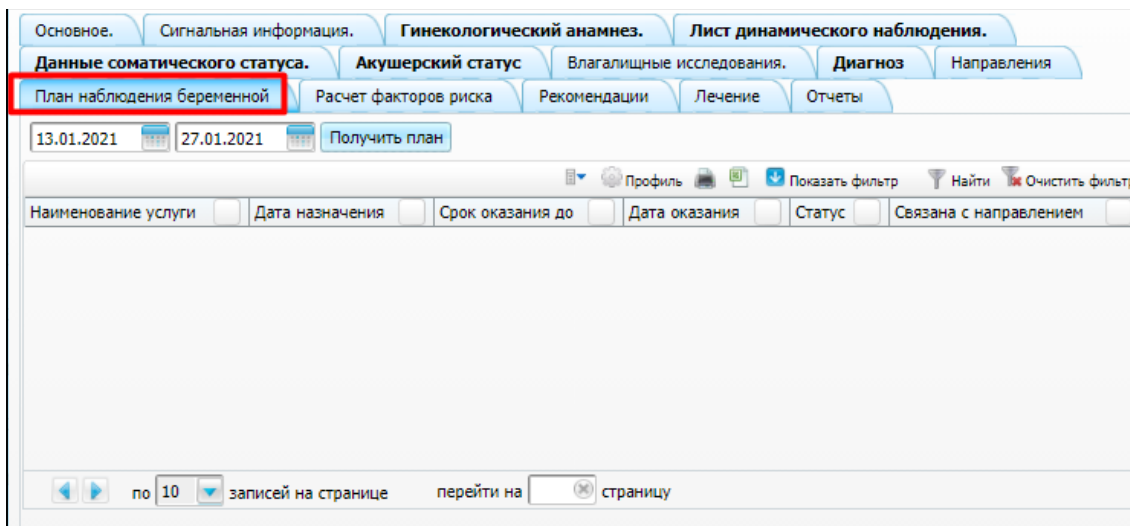 Основное. Сигнальная информация. Гинекологический анамнез. Лист динамического наблюдения.
Данные соматического статуса. Акушерский статус Влагалищные исследования. Диагноз Направления
План наблюдения беременной Расчет факторов риска Рекомендации Лечение Отчеты
13.01.2021 27.01.2021 Получить план
Профиль Показать фильтр Найти Очистить фильтр
Наименование услуги Дата назначения Срок оказания до Дата оказания Статус Связана с направлением
по 10 записей на странице перейти на страницу